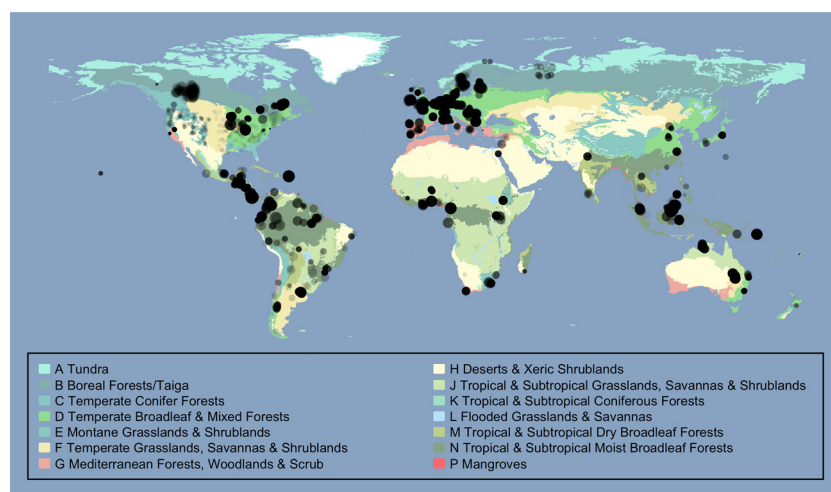 A Tundra
B Boreal Forests/Taiga
C Temperate Conifer Forests
D Temperate Broadleaf & Mixed Forests
E Montane Grasslands & Shrublands
F Temperate Grasslands, Savannas & Shrublands
G Mediterranean Forests, Woodlands & Scrub
H Deserts & Xeric Shrublands
J Tropical & Subtropical Grasslands, Savannas & Shrublands
K Tropical & Subtropical Coniferous Forests
L Flooded Grasslands & Savannas
M Tropical & Subtropical Dry Broadleaf Forests
N Tropical & Subtropical Moist Broadleaf Forests
P Mangroves